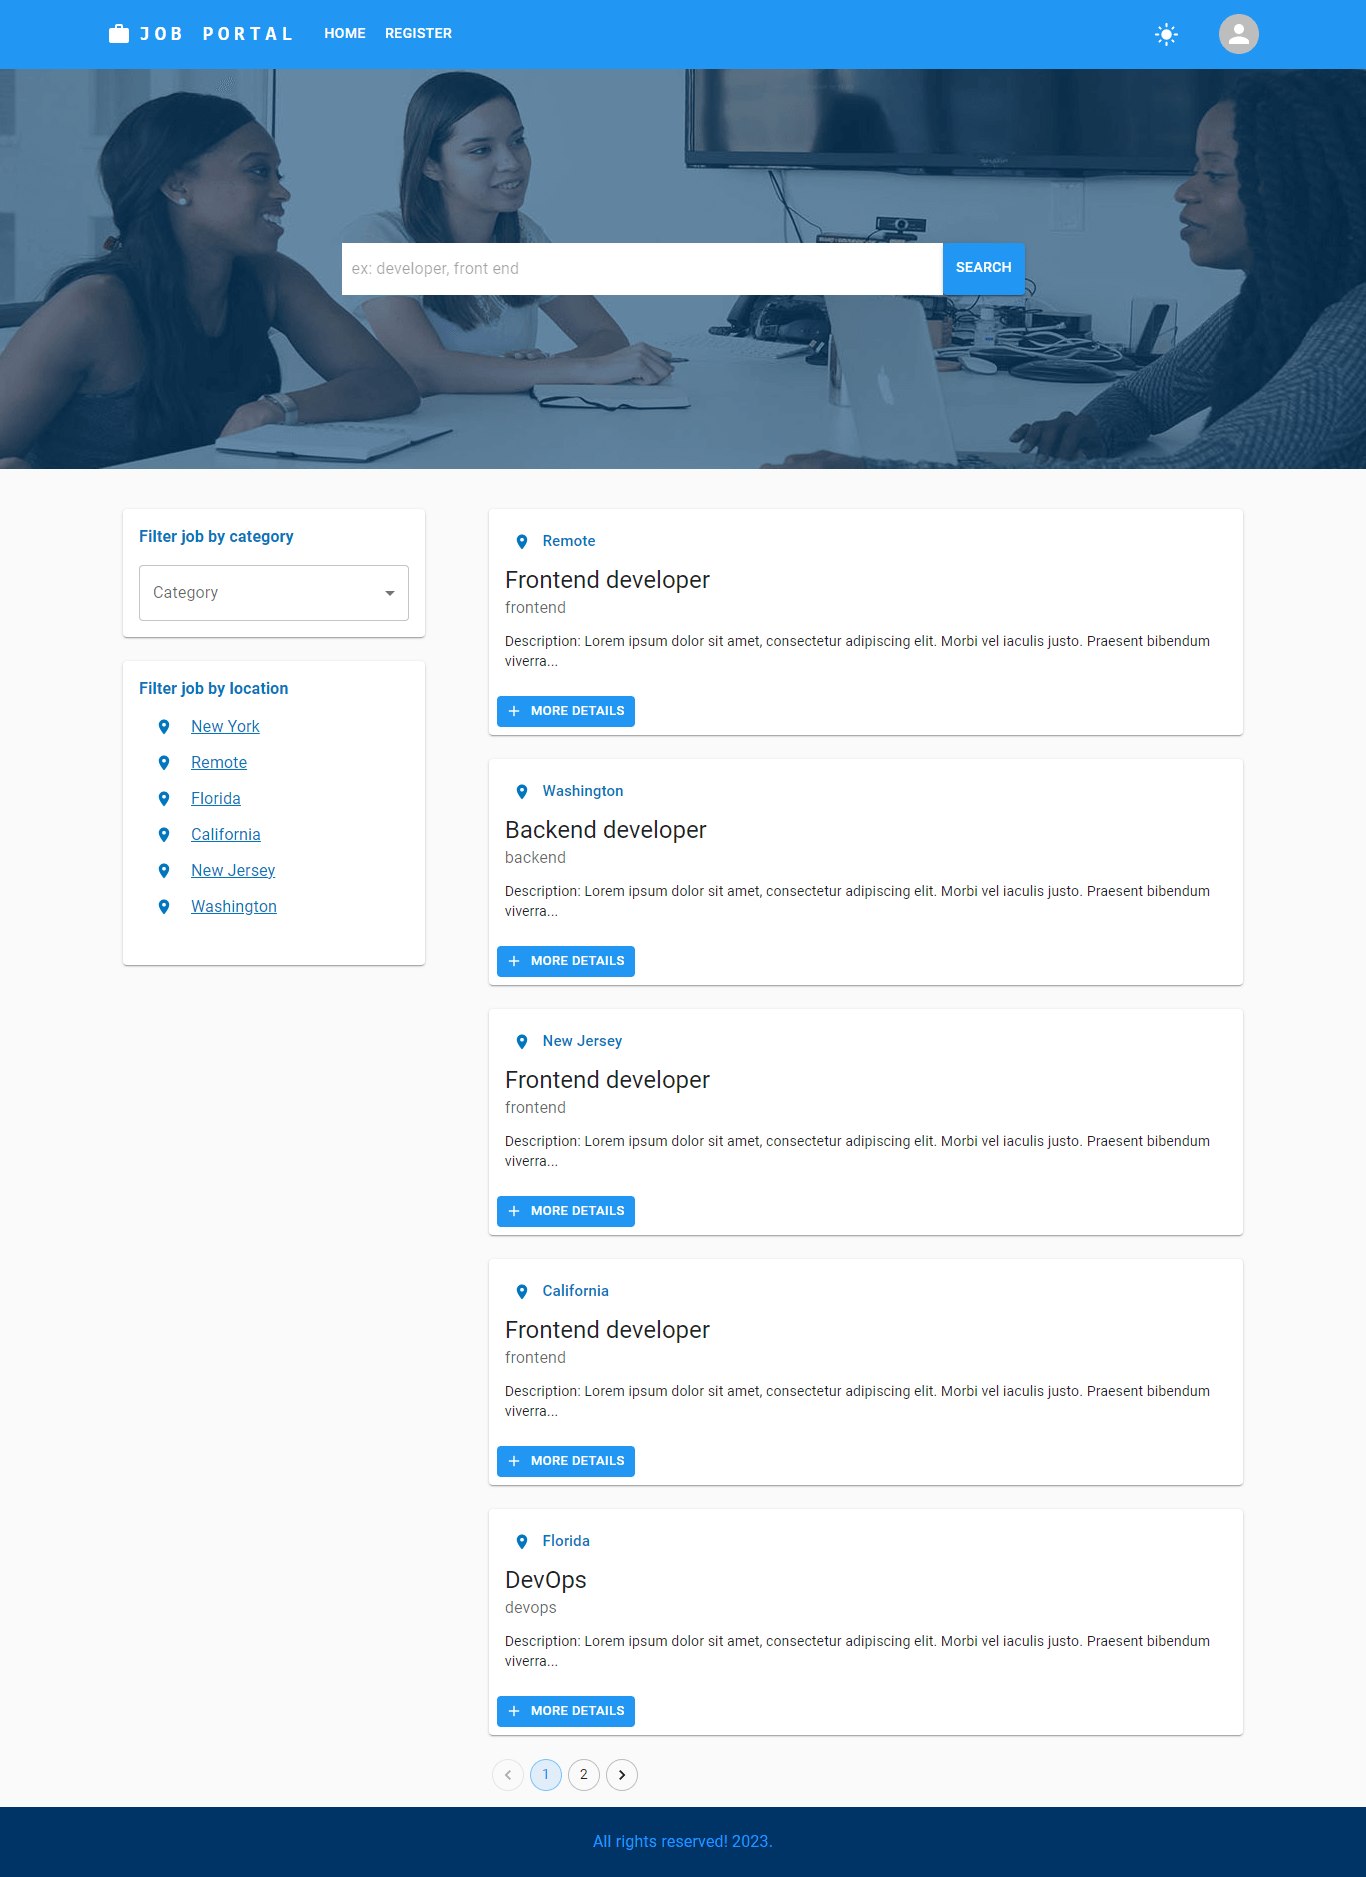 JOB PORTAL HOME REGISTER
ex: developer, front end SEARCH
Filter job by category
Category
Filter job by location
New York
Remote
Florida
California
New Jersey
Washington
Remote
Frontend developer
frontend
Description: Lorem ipsum dolor sit amet, consectetur adipiscing elit. Morbi vel iaculis justo. Praesent bibendum
viverra...
+ MORE DETAILS
Washington
Backend developer
backend
Description: Lorem ipsum dolor sit amet, consectetur adipiscing elit. Morbi vel iaculis justo. Praesent bibendum
viverra...
+ MORE DETAILS
New Jersey
Frontend developer
frontend
Description: Lorem ipsum dolor sit amet, consectetur adipiscing elit. Morbi vel iaculis justo. Praesent bibendum
viverra...
+ MORE DETAILS
California
Frontend developer
frontend
Description: Lorem ipsum dolor sit amet, consectetur adipiscing elit. Morbi vel iaculis justo. Praesent bibendum
viverra...
+ MORE DETAILS
Florida
DevOps
devops
Description: Lorem ipsum dolor sit amet, consectetur adipiscing elit. Morbi vel iaculis justo. Praesent bibendum
viverra...
+ MORE DETAILS
1 2
All rights reserved! 2023.